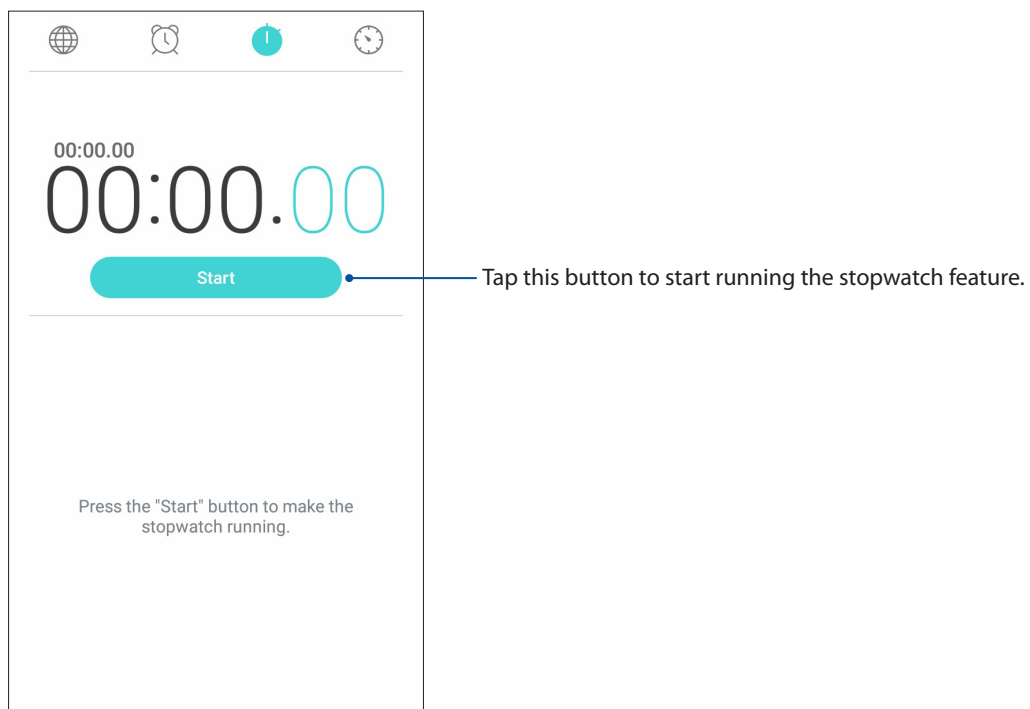 00:00.00
00:00.00
Start
Tap this button to start running the stopwatch feature.
Press the "Start" button to make the
stopwatch running.